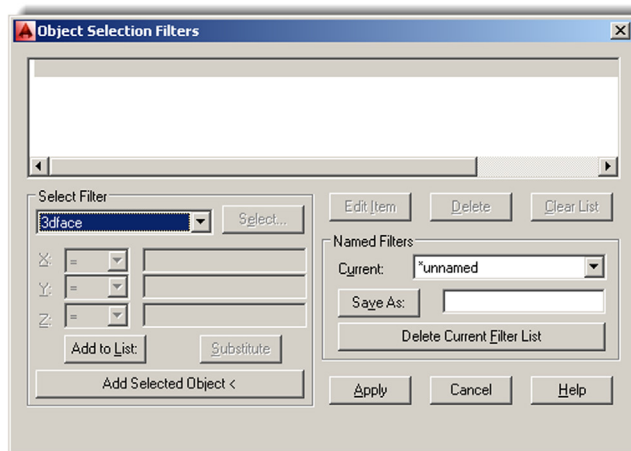 Object Selection Filters
Select Filter
3dface
Select...
X:
=
Y:
=
Z:
=
Add to List:
Substitute
Add Selected Object <
Edit Item
Delete
Clear List
Named Filters
Current:
*unnamed
Save As:
Delete Current Filter List
Apply
Cancel
Help